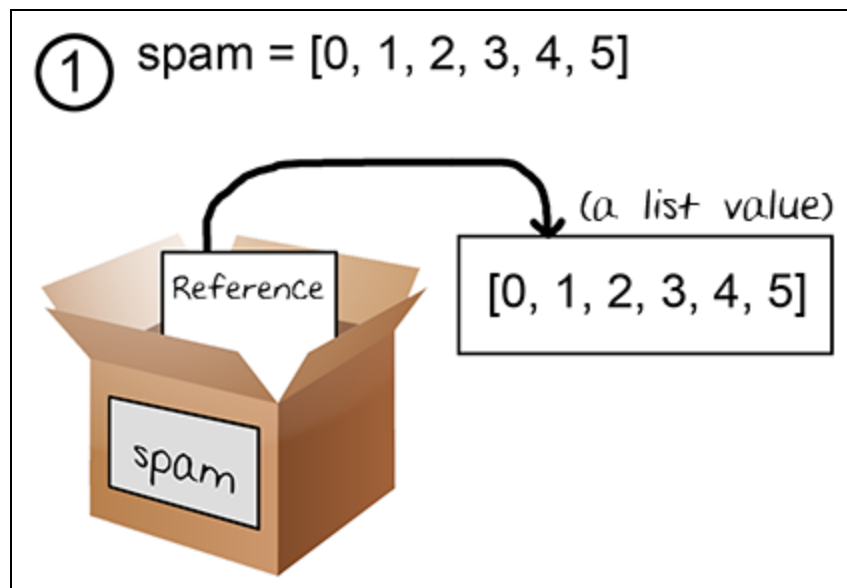 1 spam = [0, 1, 2, 3, 4, 5]
(a list value)
Reference
[0, 1, 2, 3, 4, 5]
spam